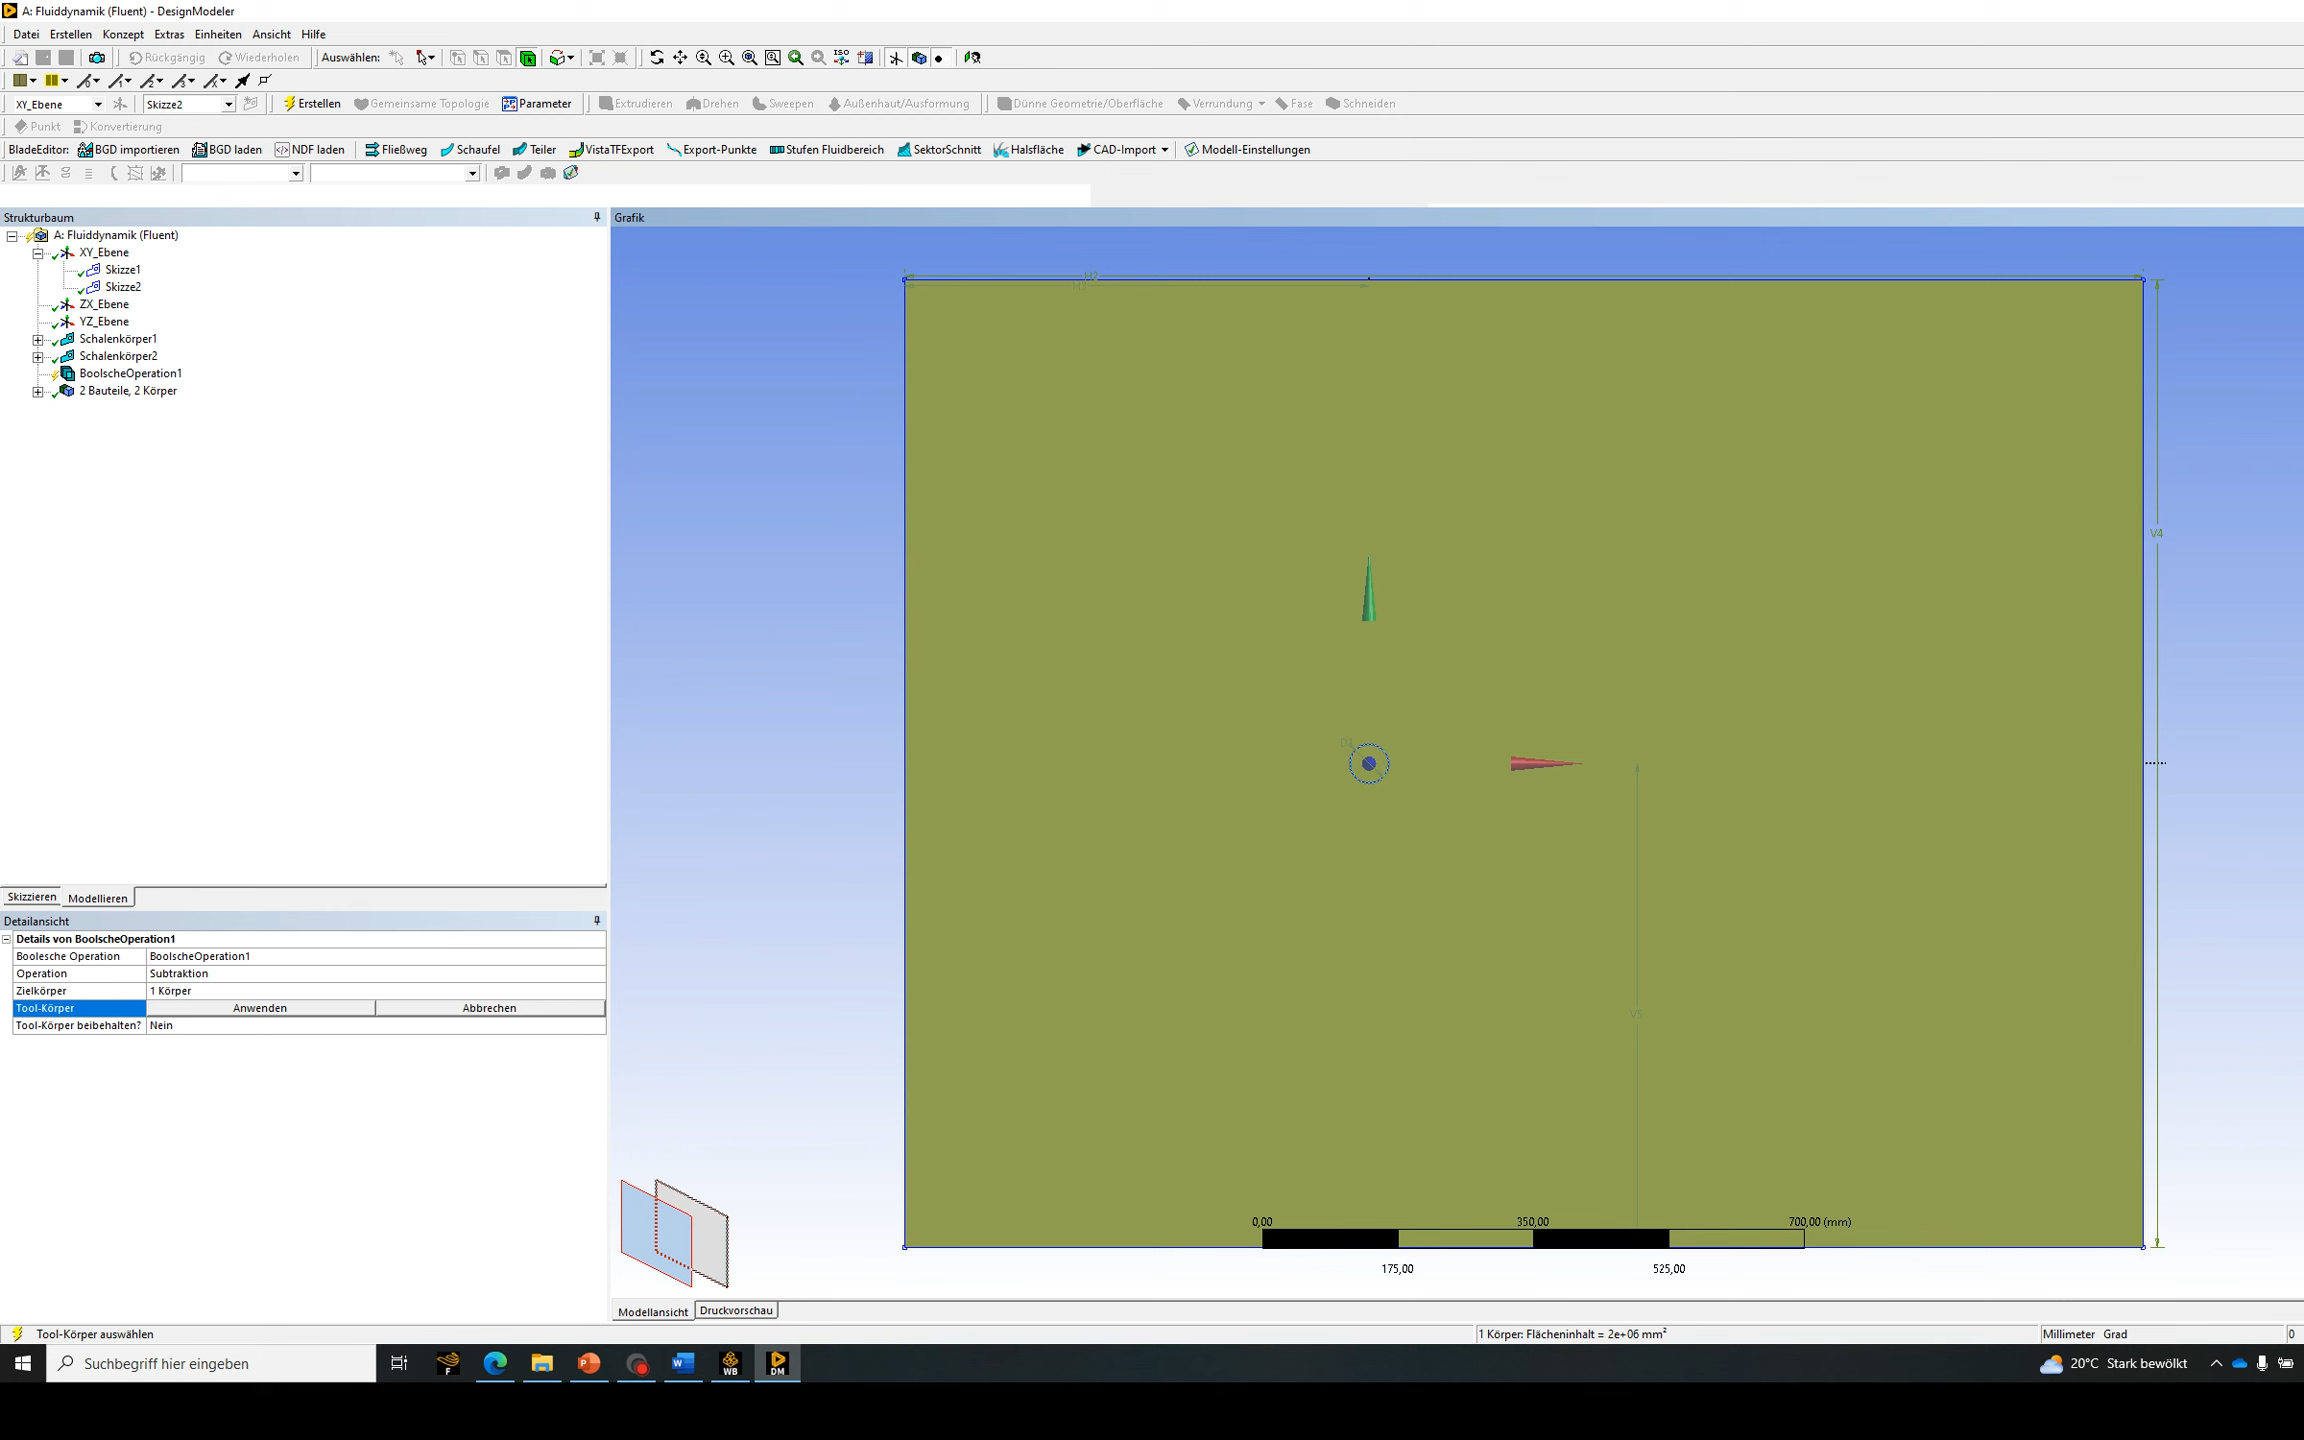 A: Fluiddynamik (Fluent) - DesignModeler
Datei Erstellen Konzept Extras Einheiten Ansicht Hilfe
Rückgängig Wiederholen Auswählen: ISO
XY_Ebene Skizze2 Erstellen Gemeinsame Topologie Parameter Extrudieren Drehen Sweepen Außenhaut/Ausformung Dünne Geometrie/Oberfläche Verrundung Fase Schneiden
Punkt Konvertierung
BladeEditor: BGD importieren BGD laden NDF laden Fließweg Schaufel Teiler VistaTFExport Export-Punkte Stufen Fluidbereich SektorSchnitt Halsfläche CAD-Import Modell-Einstellungen
Strukturbaum
A: Fluiddynamik (Fluent)
XY_Ebene
Skizze1
Skizze2
ZX_Ebene
YZ_Ebene
Schalenkörper1
Schalenkörper2
BoolscheOperation1
2 Bauteile, 2 Körper
Skizzieren Modellieren
Detailansicht
Details von BoolscheOperation1
Boolesche Operation BoolscheOperation1
Operation Subtraktion
Zielkörper 1 Körper
Tool-Körper Anwenden Abbrechen
Tool-Körper beibehalten? Nein
Grafik
H2
V4
D1
V5
0,00 350,00 700,00 (mm)
175,00 525,00
Modellansicht Druckvorschau
Tool-Körper auswählen 1 Körper: Flächeninhalt = 2e+06 mm² Millimeter Grad 0
Suchbegriff hier eingeben F P W WB DM 20°C Stark bewölkt